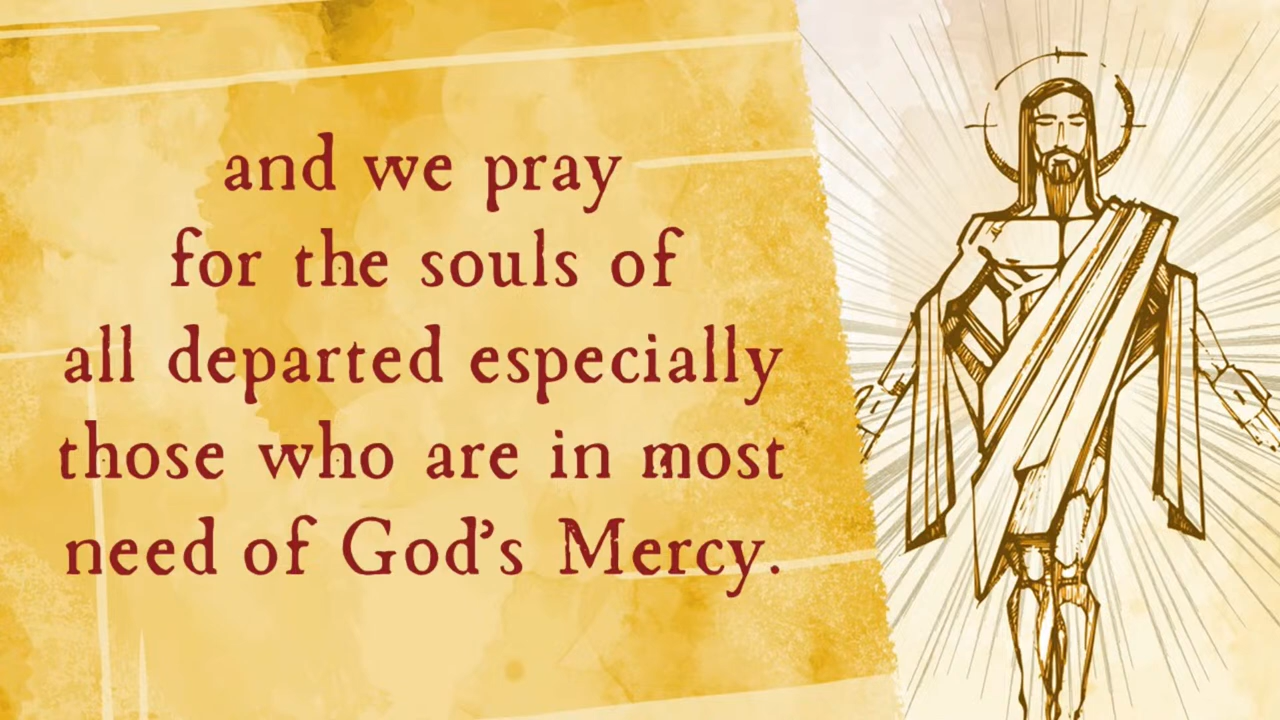 and we pray
for the souls of
all departed especially
those who are in most
need of God’s Mercy.